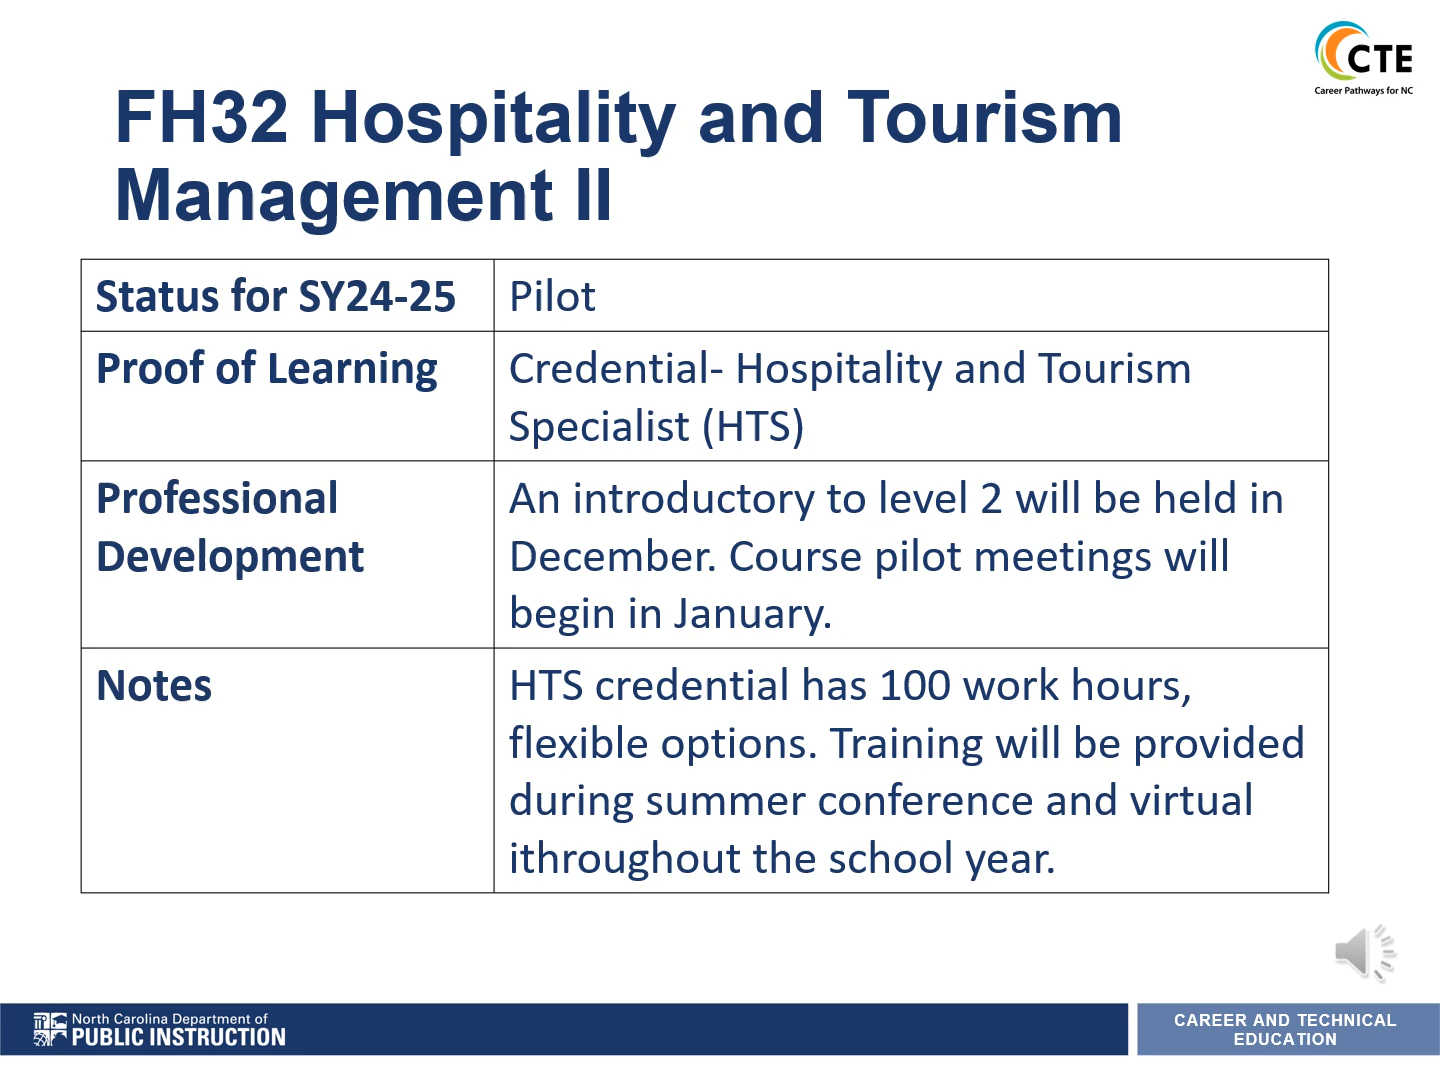 CTE
Career Pathways for NC
FH32 Hospitality and Tourism
Management II
Status for SY24-25
Pilot
Proof of Learning
Credential- Hospitality and Tourism
Specialist (HTS)
Professional
Development
An introductory to level 2 will be held in
December. Course pilot meetings will
begin in January.
Notes
HTS credential has 100 work hours,
flexible options. Training will be provided
during summer conference and virtual
ithroughout the school year.
North Carolina Department of
PUBLIC INSTRUCTION
CAREER AND TECHNICAL
EDUCATION